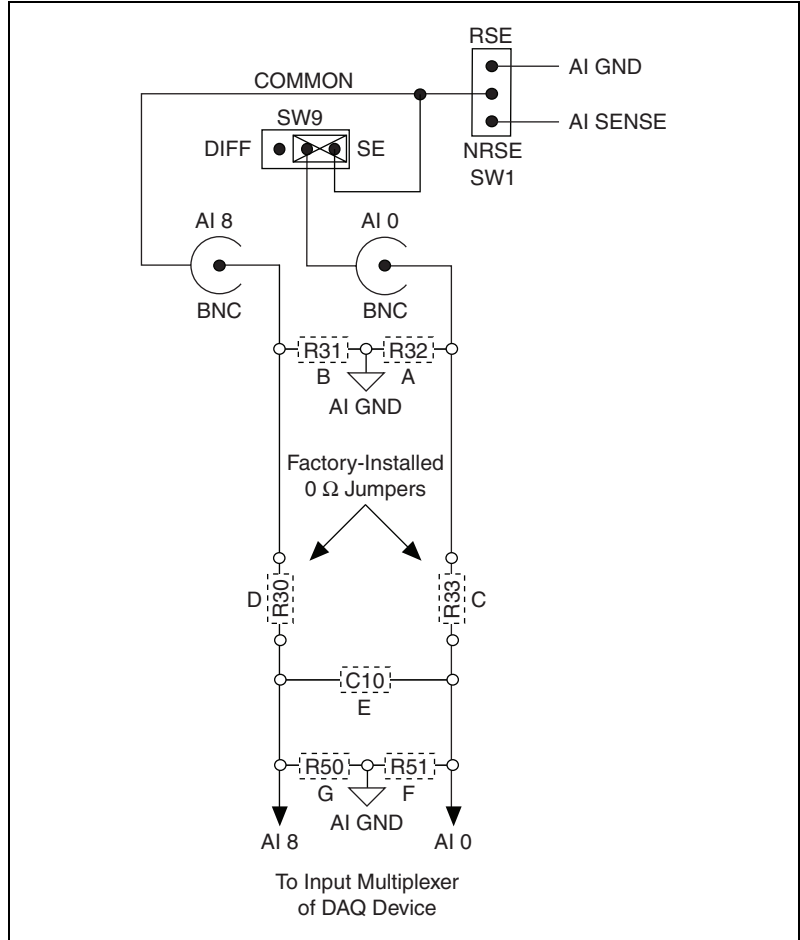 RSE
AI GND
COMMON
SW9
DIFF
SE
AI SENSE
NRSE
SW1
AI 8
AI 0
BNC
BNC
R31
R32
B
A
AI GND
Factory-Installed
0 Ω Jumpers
D
R30
R33
C
C10
E
R50
R51
G
F
AI GND
AI 8
AI 0
To Input Multiplexer
of DAQ Device